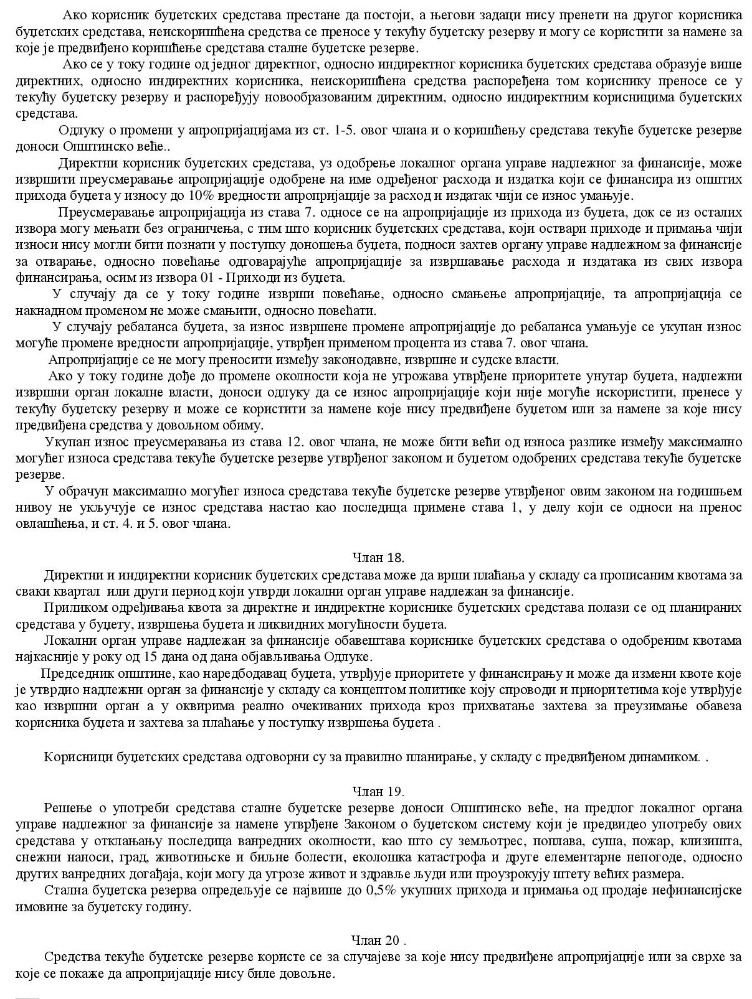 Ако корисник буџетских средстава престане да постоји, а његови задаци нису пренети на другог корисника
буџетских средстава, неискоришћена средства се преносе у текућу буџетску резерву и могу се користити за намене за
које је предвиђено коришћење средстава сталне буџетске резерве.
Ако се у току године од једног директног, односно индиректног корисника буџетских средстава образује више
директних, односно индиректних корисника, неискоришћена средства распоређена том кориснику преносе се у
текућу буџетску резерву и распоређују новообразованим директним, односно индиректним корисницима буџетских
средстава.
Одлуку о промени у апропријацијама из ст. 1-5. овог члана и о коришћењу средстава текуће буџетске резерве
доноси Општинско веће..
Директни корисник буџетских средстава, уз одобрење локалног органа управе надлежног за финансије, може
извршити преусмеравање апропријације одобрене на име одређеног расхода и издатка који се финансира из општих
прихода буџета у износу до 10% вредности апропријације за расход и издатак чији се износ умањује.
Преусмеравање апропријација из става 7. односе се на апропријације из прихода из буџета, док се из осталих
извора могу мењати без ограничења, с тим што корисник буџетских средстава, који оствари приходе и примања чији
износи нису могли бити познати у поступку доношења буџета, подноси захтев органу управе надлежном за финансије
за отварање, односно повећање одговарајуће апропријације за извршавање расхода и издатака из свих извора
финансирања, осим из извора 01 - Приходи из буџета.
У случају да се у току године изврши повећање, односно смањење апропријације, та апропријација се
накнадном променом не може смањити, односно повећати.
У случају ребаланса буџета, за износ извршене промене апропријације до ребаланса умањује се укупан износ
могуће промене вредности апропријације, утврђен применом процента из става 7. овог члана.
Апропријације се не могу преносити између законодавне, извршне и судске власти.
Ако у току године дође до промене околности која не угрожава утврђене приоритете унутар буџета, надлежни
извршни орган локалне власти, доноси одлуку да се износ апропријације који није могуће искористити, пренесе у
текућу буџетску резерву и може се користити за намене које нису предвиђене буџетом или за намене за које нису
предвиђена средства у довољном обиму.
Укупан износ преусмеравања из става 12. овог члана, не може бити већи од износа разлике између максимално
могућег износа средстава текуће буџетске резерве утврђеног законом и буџетом одобрених средстава текуће буџетске
резерве.
У обрачун максимално могућег износа средстава текуће буџетске резерве утврђеног овим законом на годишњем
нивоу не укључује се износ средстава настао као последица примене става 1, у делу који се односи на пренос
овлашћења, и ст. 4. и 5. овог члана.
Члан 18.
Директни и индиректни корисник буџетских средстава може да врши плаћања у складу са прописаним квотама за
сваки квартал или други период који утврди локални орган управе надлежан за финансије.
Приликом одређивања квота за директне и индиректне кориснике буџетских средстава полази се од планираних
средстава у буџету, извршења буџета и ликвидних могућности буџета.
Локални орган управе надлежан за финансије обавештава кориснике буџетских средстава о одобреним квотама
најкасније у року од 15 дана од дана објављивања Одлуке.
Председник општине, као наредбодавац буџета, утврђује приоритете у финансирању и може да измени квоте које
је утврдио надлежни орган за финансије у складу са концептом политике коју спроводи и приоритетима које утврђује
као извршни орган а у оквирима реално очекиваних прихода кроз прихватање захтева за преузимање обавеза
корисника буџета и захтева за плаћање у поступку извршења буџета .
Корисници буџетских средстава одговорни су за правилно планирање, у складу с предвиђеном динамиком. .
Члан 19.
Решење о употреби средстава сталне буџетске резерве доноси Општинско веће, на предлог локалног органа
управе надлежног за финансије за намене утврђене Законом о буџетском систему који је предвидео употребу ових
средстава у отклањању последица ванредних околности, као што су земљотрес, поплава, суша, пожар, клизишта,
снежни наноси, град, животињске и биљне болести, еколошка катастрофа и друге елементарне непогоде, односно
других ванредних догађаја, који могу да угрозе живот и здравље људи или проузрокују штету већих размера.
Стална буџетска резерва опредељује се највише до 0,5% укупних прихода и примања од продаје нефинансијске
имовине за буџетску годину.
Члан 20 .
Средства текуће буџетске резерве користе се за случајеве за које нису предвиђене апропријације или за сврхе за
које се покаже да апропријације нису биле довољне.